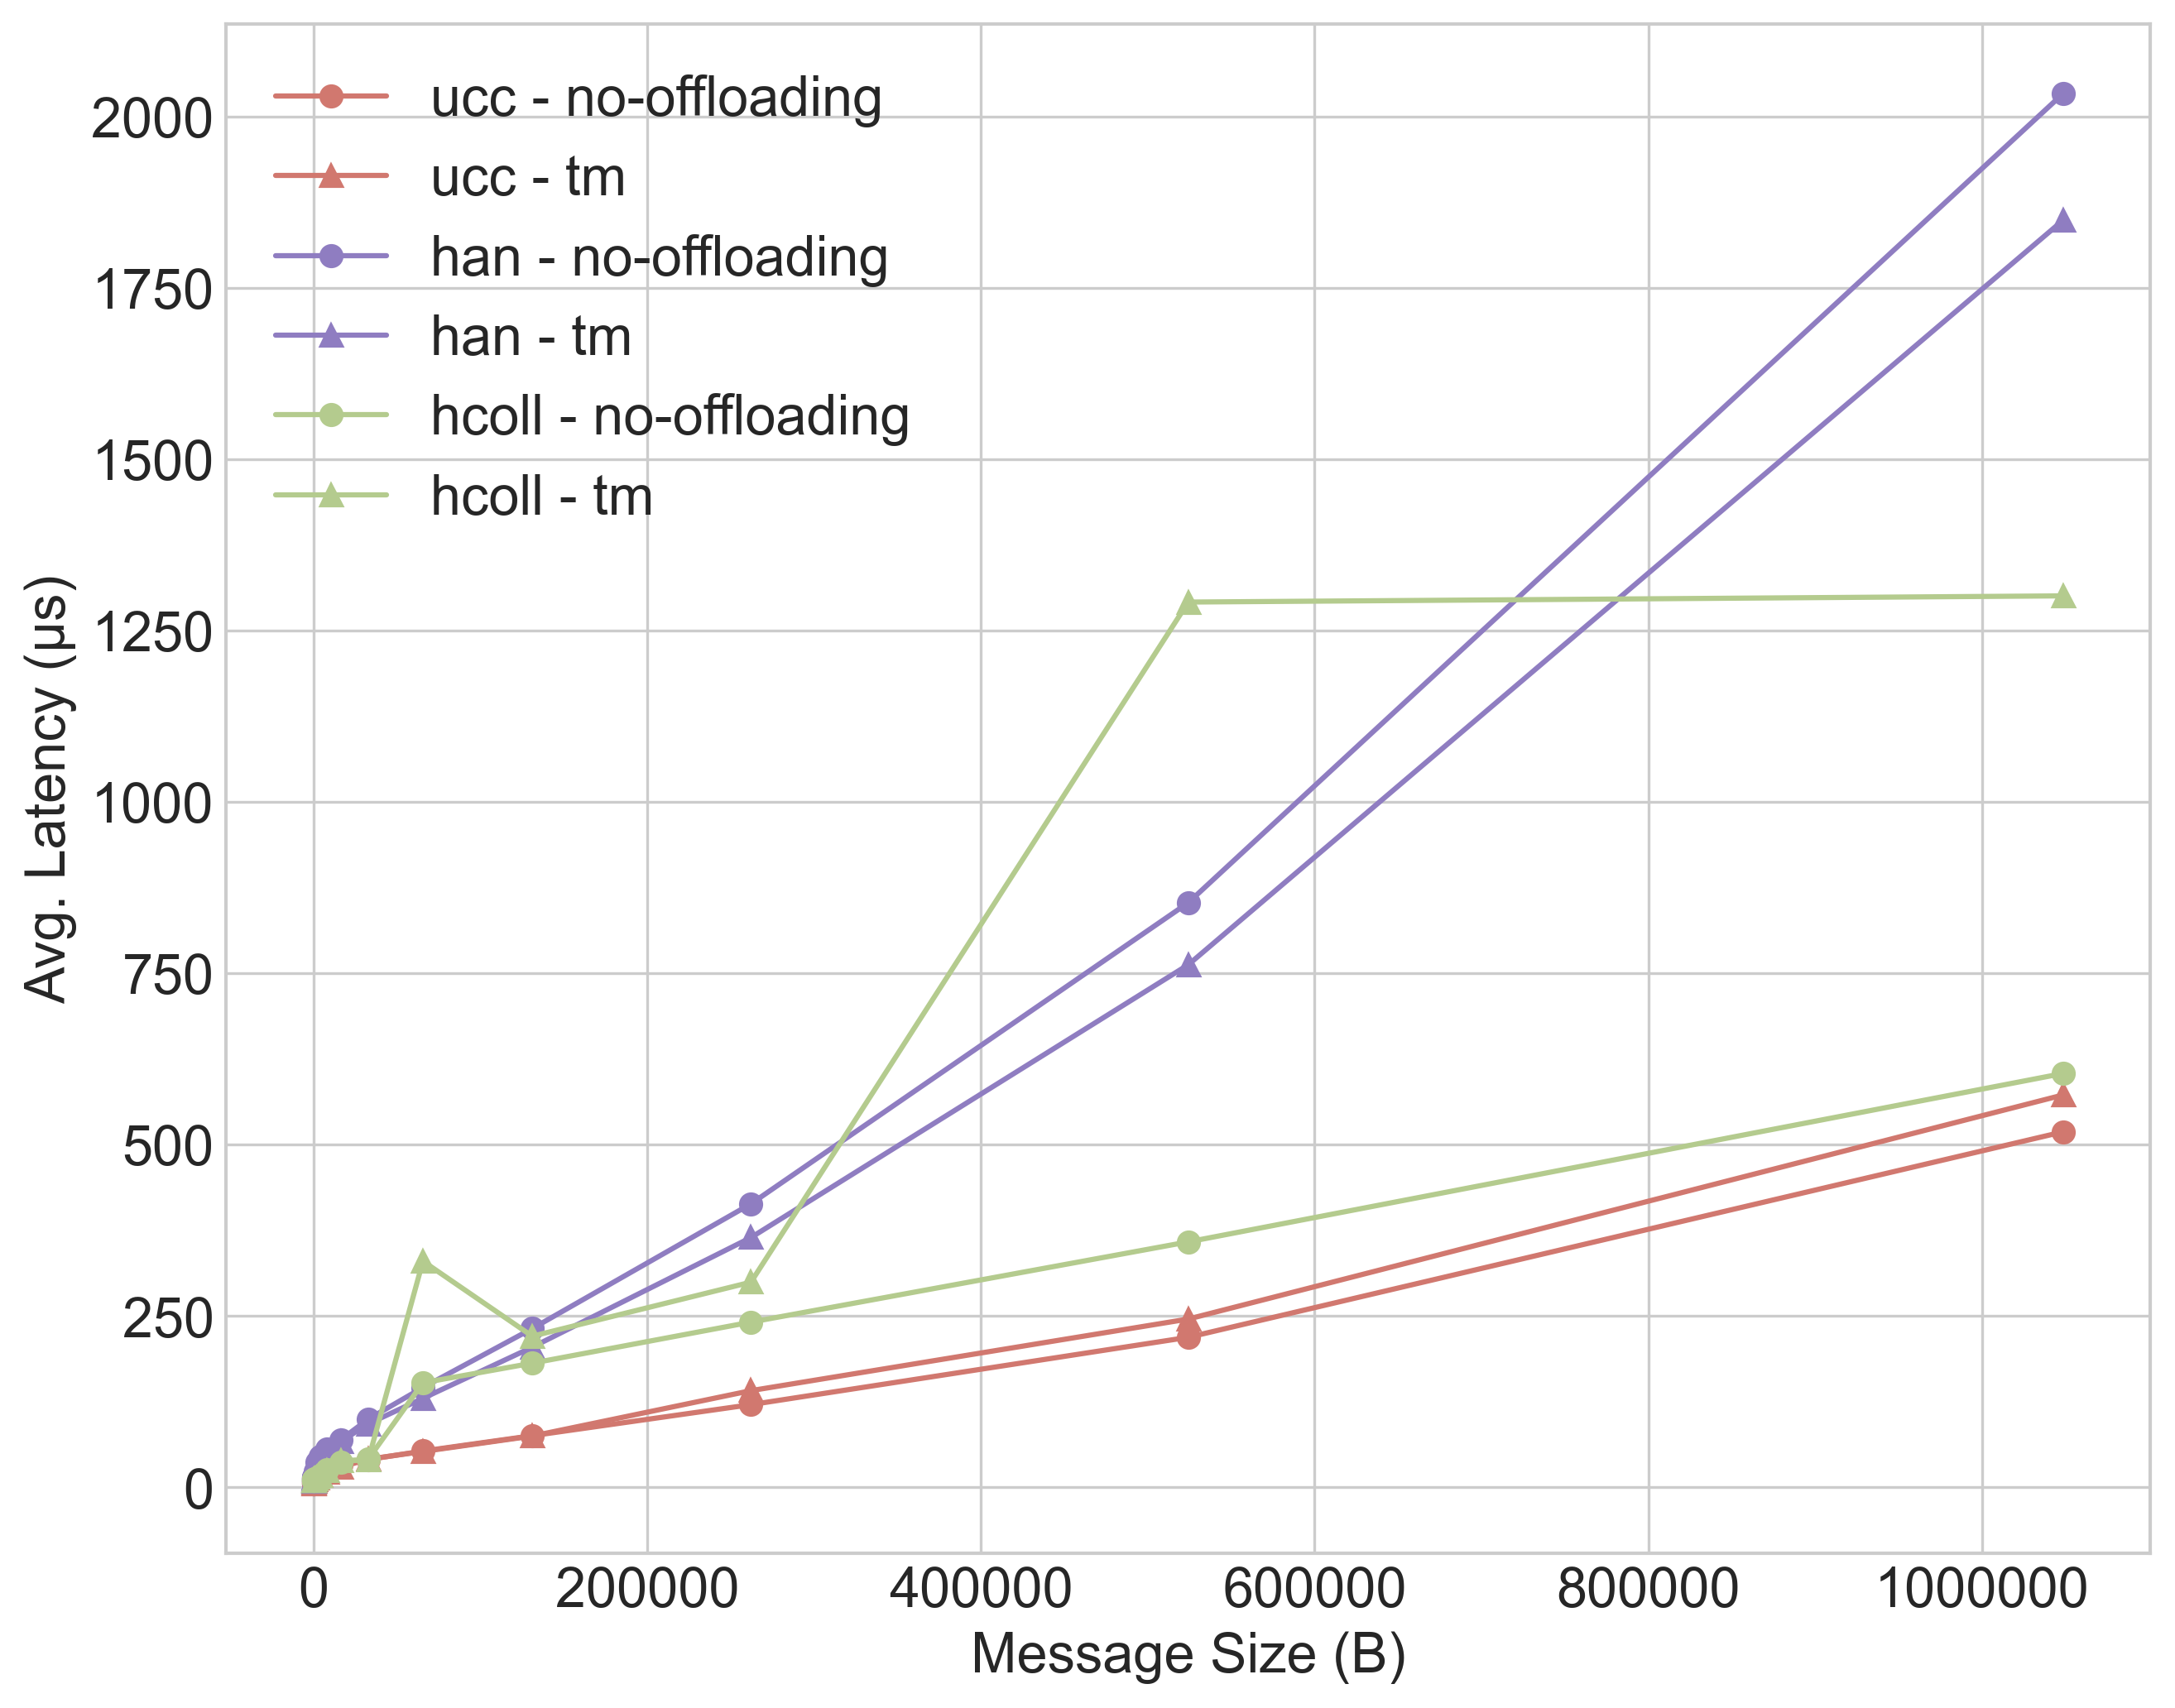 ucc - no-offloading
ucc - tm
han - no-offloading
han - tm
hcoll - no-offloading
hcoll - tm
2000
1750
1500
1250
1000
750
500
250
0
Avg. Latency (µs)
0 200000 400000 600000 800000 1000000
Message Size (B)